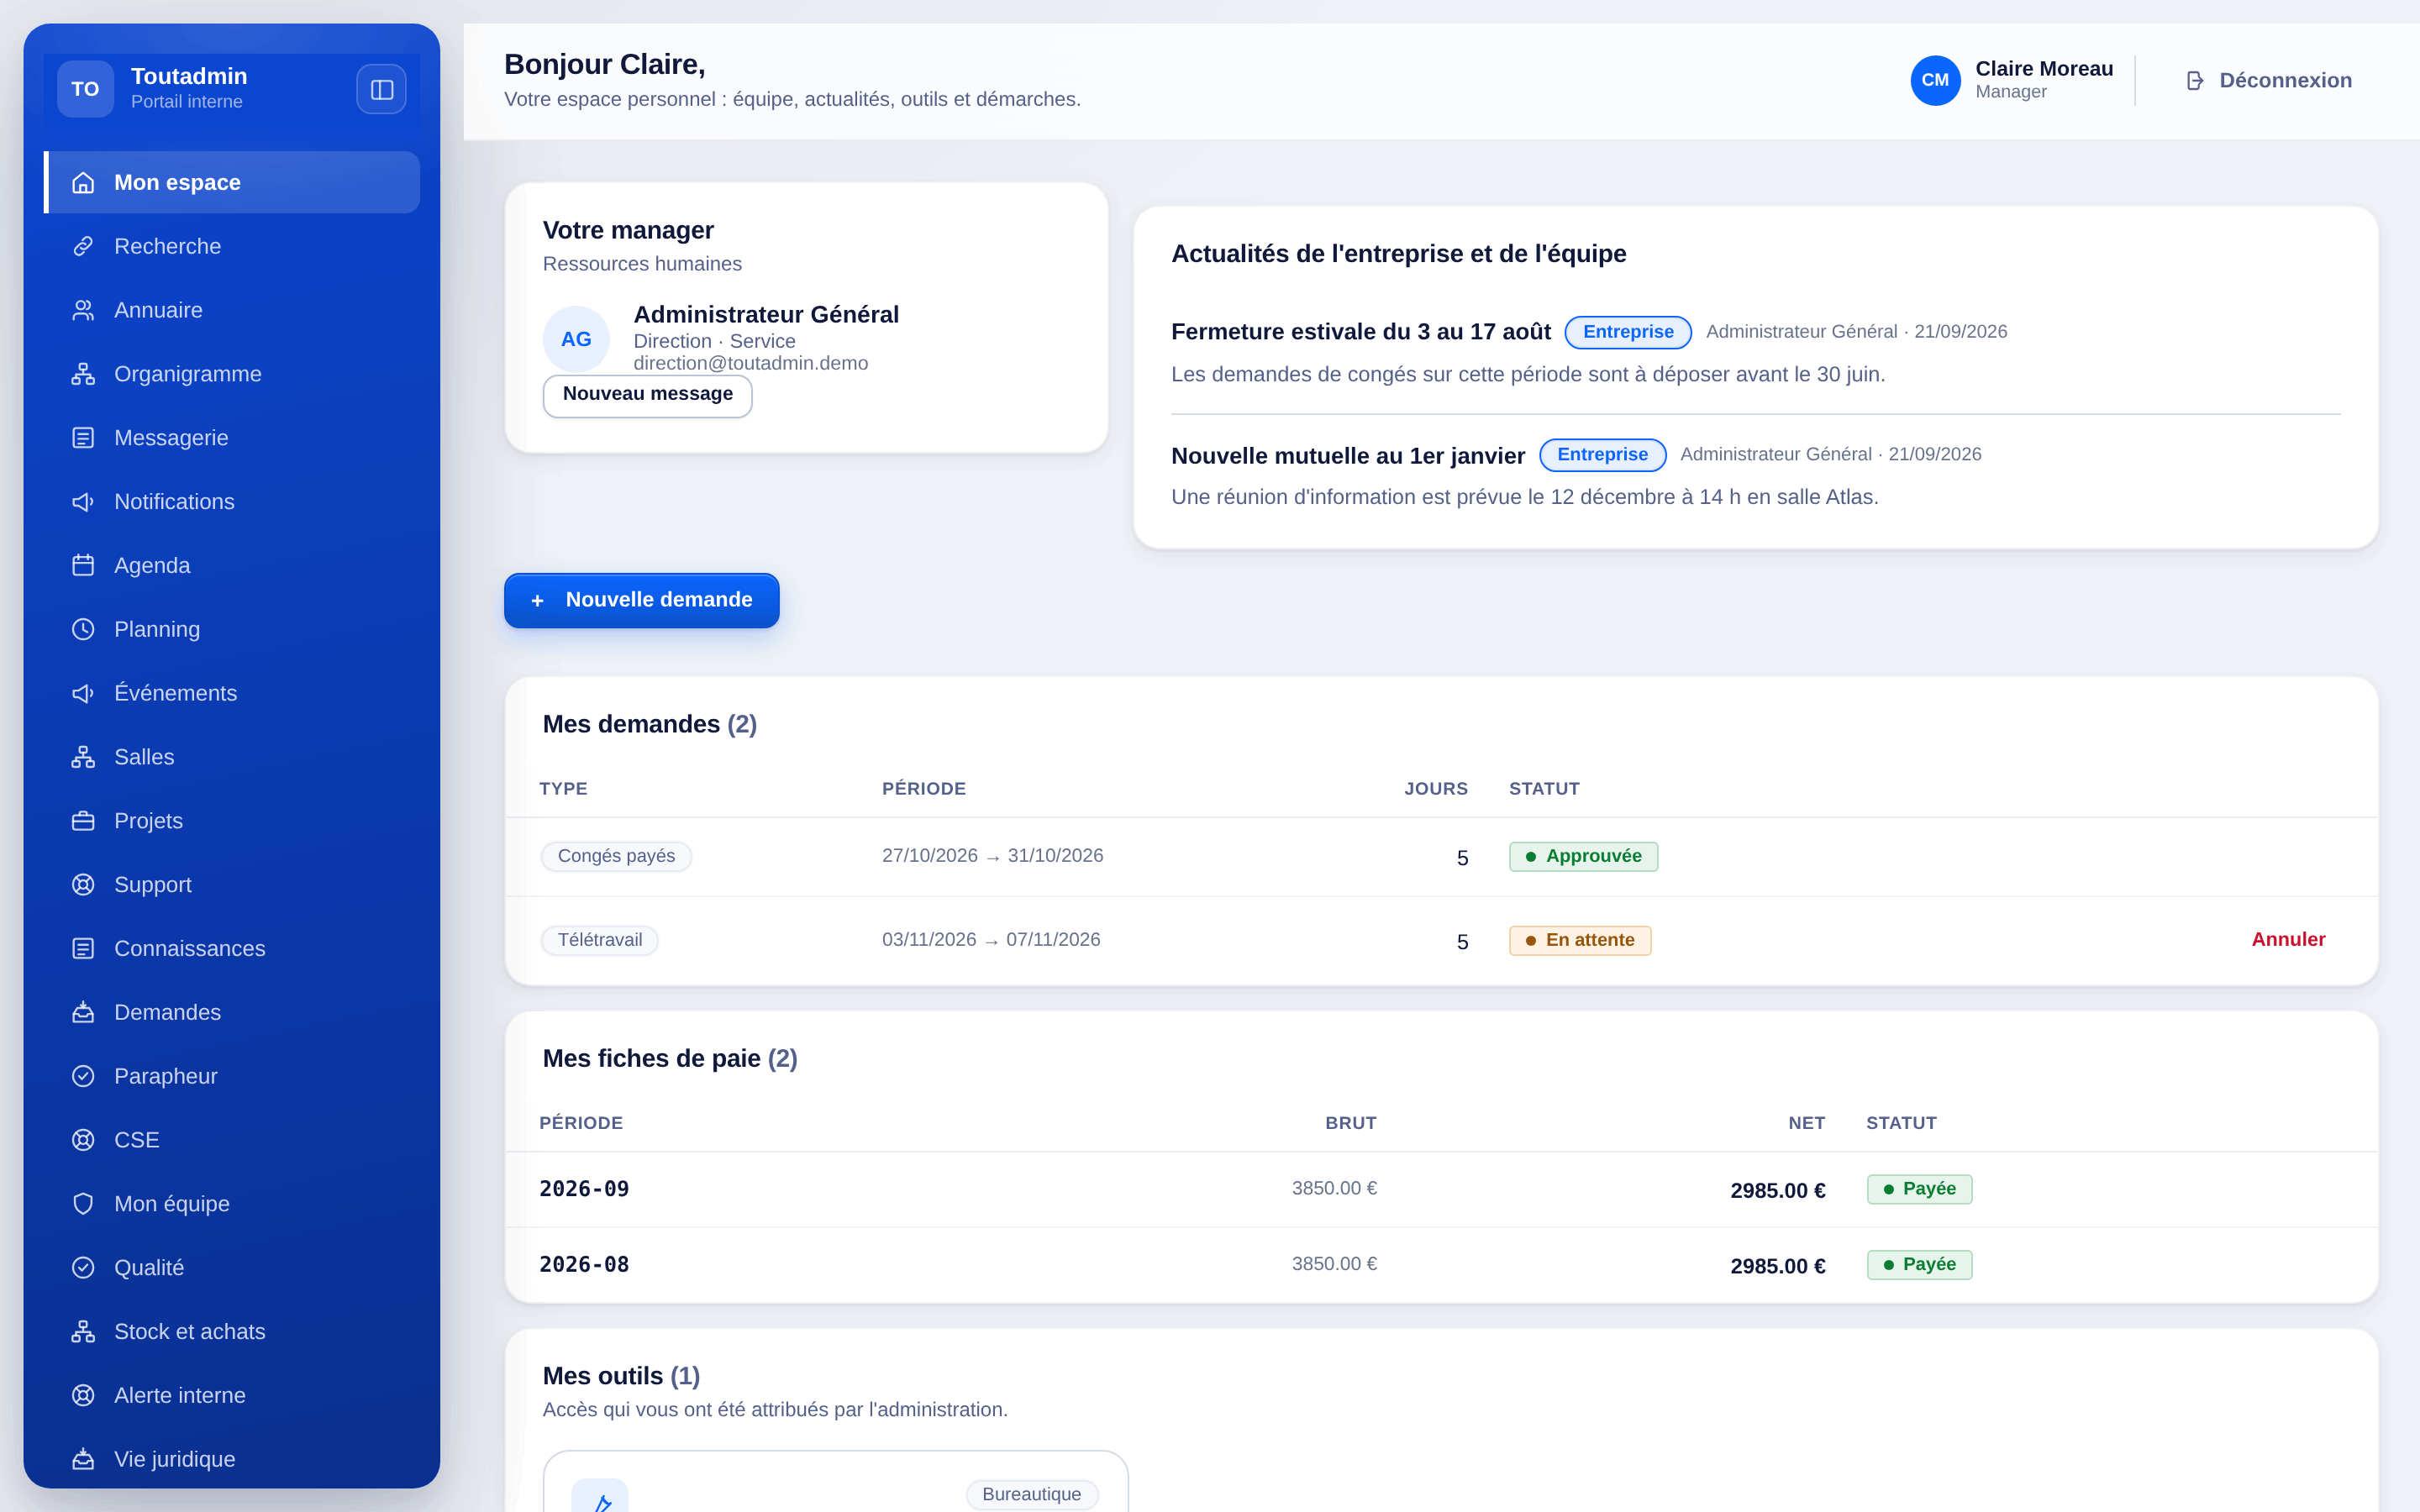 TO
Toutadmin
Portail interne
Mon espace
Recherche
Annuaire
Organigramme
Messagerie
Notifications
Agenda
Planning
Événements
Salles
Projets
Support
Connaissances
Demandes
Parapheur
CSE
Mon équipe
Qualité
Stock et achats
Alerte interne
Vie juridique
Bonjour Claire,
Votre espace personnel : équipe, actualités, outils et démarches.
CM
Claire Moreau
Manager
Déconnexion
Votre manager
Ressources humaines
AG
Administrateur Général
Direction · Service
direction@toutadmin.demo
Nouveau message
Actualités de l'entreprise et de l'équipe
Fermeture estivale du 3 au 17 août Entreprise Administrateur Général · 21/09/2026
Les demandes de congés sur cette période sont à déposer avant le 30 juin.
Nouvelle mutuelle au 1er janvier Entreprise Administrateur Général · 21/09/2026
Une réunion d'information est prévue le 12 décembre à 14 h en salle Atlas.
+ Nouvelle demande
Mes demandes (2)
TYPE PÉRIODE JOURS STATUT
Congés payés 27/10/2026 → 31/10/2026 5 Approuvée
Télétravail 03/11/2026 → 07/11/2026 5 En attente Annuler
Mes fiches de paie (2)
PÉRIODE BRUT NET STATUT
2026-09 3850.00 € 2985.00 € Payée
2026-08 3850.00 € 2985.00 € Payée
Mes outils (1)
Accès qui vous ont été attribués par l'administration.
Bureautique